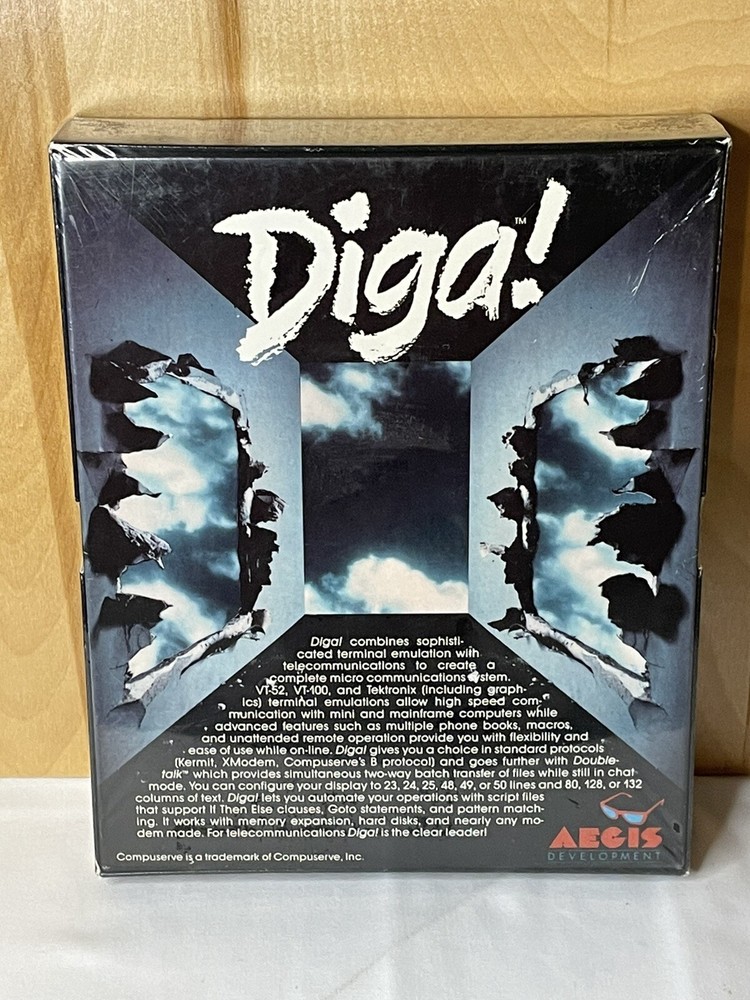 Diga!™
Diga! combines sophisti-
cated terminal emulation with
telecommunications to create a
complete micro communications system.
VT-52, VT-100, and Tektronix (including graph-
ics) terminal emulations allow high speed com-
munication with mini and mainframe computers while
advanced features such as multiple phone books, macros,
and unattended remote operation provide you with flexibility and
ease of use while on-line. Diga! gives you a choice in standard protocols
(Kermit, XModem, Compuserve's B protocol) and goes further with Double-
talk™ which provides simultaneous two-way batch transfer of files while still in chat
mode. You can configure your display to 23, 24, 25, 48, 49, or 50 lines and 80, 128, or 132
columns of text. Diga! lets you automate your operations with script files
that support If Then Else clauses, Goto statements, and pattern match-
ing. It works with memory expansion, hard disks, and nearly any mo-
dem made. For telecommunications Diga! is the clear leader!
AEGIS
DEVELOPMENT
Compuserve is a trademark of Compuserve, Inc.